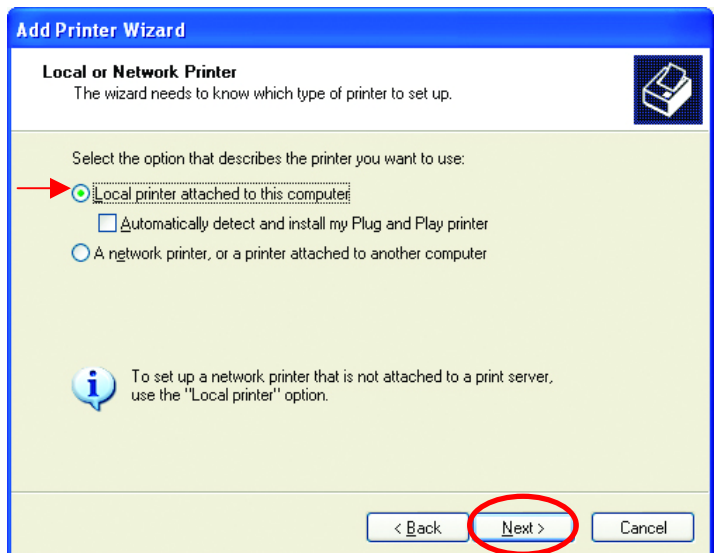 Add Printer Wizard
Local or Network Printer
The wizard needs to know which type of printer to set up.
Select the option that describes the printer you want to use:
Local printer attached to this computer
Automatically detect and install my Plug and Play printer
A network printer, or a printer attached to another computer
To set up a network printer that is not attached to a print server,
use the "Local printer" option.
< Back
Next >
Cancel